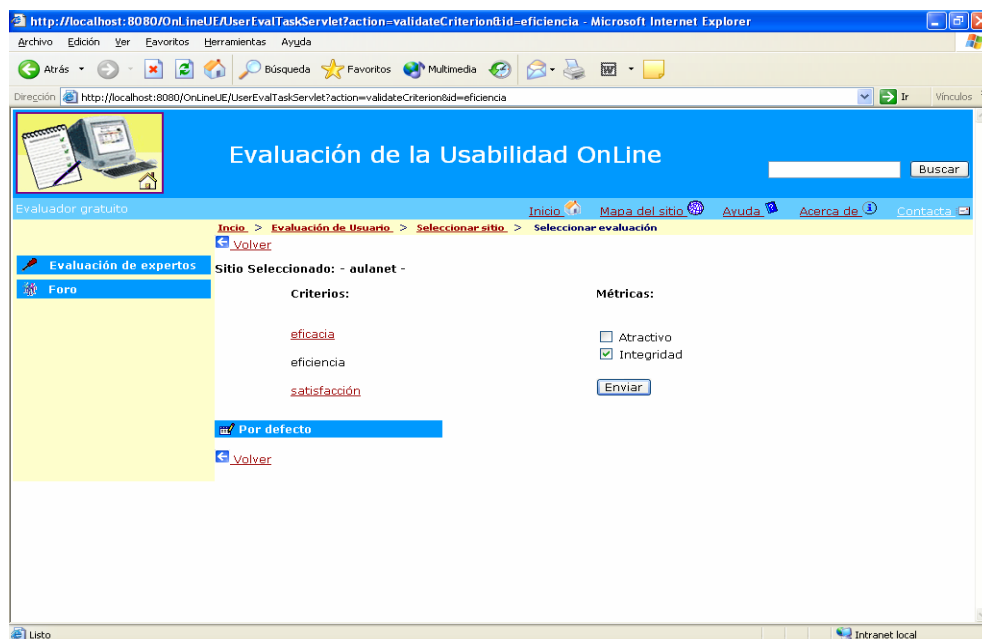 http://localhost:8080/OnLineUE/UserEvalTaskServlet?action=validateCriterion&id=eficiencia - Microsoft Internet Explorer
Archivo Edición Ver Favoritos Herramientas Ayuda
Atrás Búsqueda Favoritos Multimedia
Dirección http://localhost:8080/OnLineUE/UserEvalTaskServlet?action=validateCriterion&id=eficiencia Ir Vínculos
Evaluación de la Usabilidad OnLine
Buscar
Evaluador gratuito Inicio Mapa del sitio Ayuda Acerca de Contacta
Incio > Evaluación de Usuario > Seleccionar sitio > Seleccionar evaluación
Volver
Evaluación de expertos
Foro
Sitio Seleccionado: - aulanet -
Criterios: Métricas:
eficacia
eficiencia
satisfacción
Atractivo
Integridad
Enviar
Por defecto
Volver
Listo Intranet local